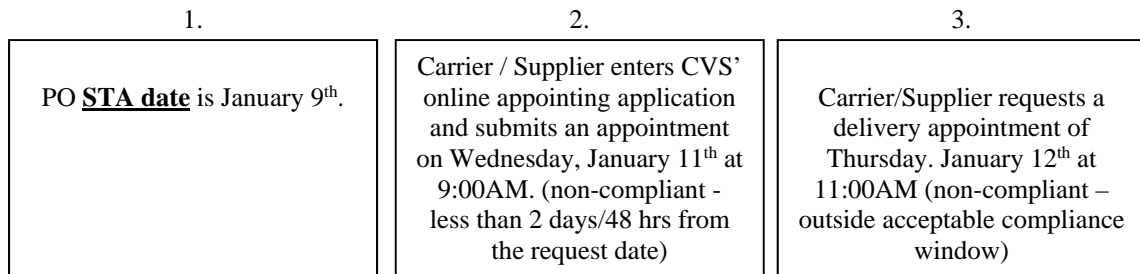 1.
PO STA date is January 9th.
2.
Carrier / Supplier enters CVS’
online appointing application
and submits an appointment
on Wednesday, January 11th at
9:00AM. (non-compliant -
less than 2 days/48 hrs from
the request date)
3.
Carrier/Supplier requests a
delivery appointment of
Thursday. January 12th at
11:00AM (non-compliant –
outside acceptable compliance
window)